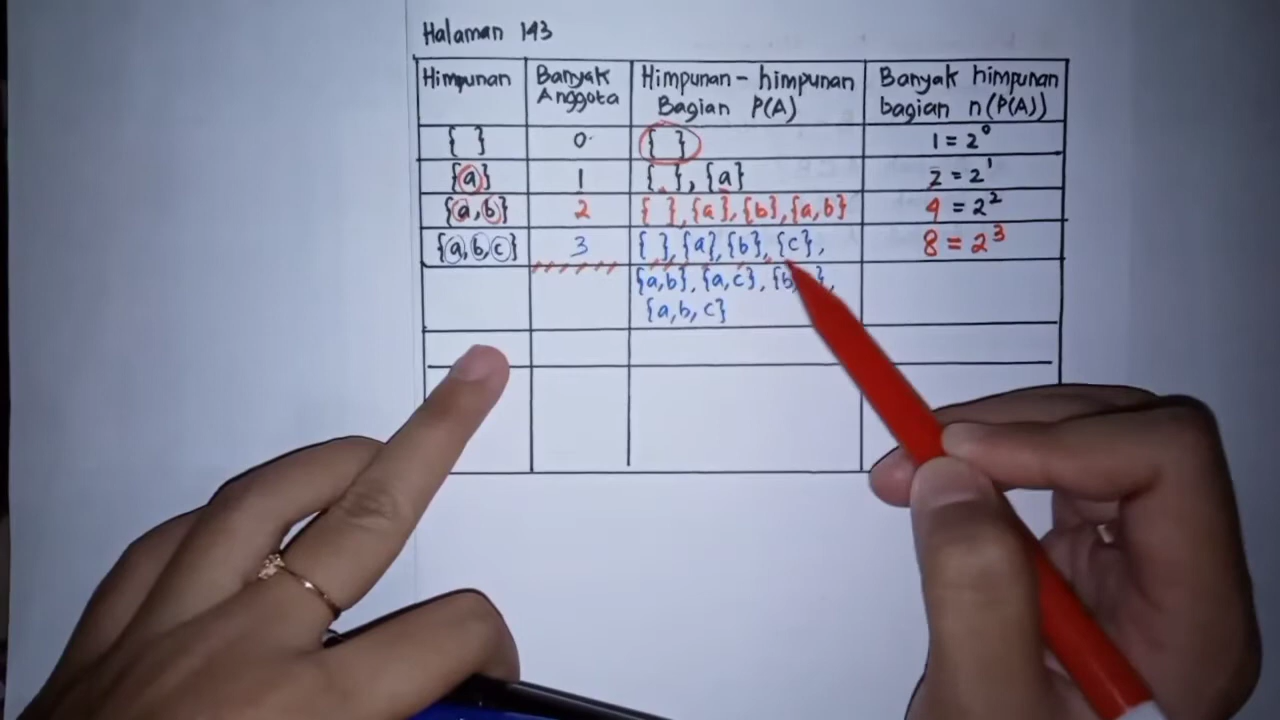 Halaman 143
Himpunan
Banyak
Anggota
Himpunan - himpunan
Bagian P(A)
Banyak himpunan
bagian n(P(A))
{ } 0 { } 1 = 2⁰
{a} 1 { }, {a} 2 = 2¹
{a,b} 2 { }, {a}, {b}, {a,b} 4 = 2²
{a,b,c} 3 { }, {a}, {b}, {c}, 8 = 2³
{a,b}, {a,c}, {b,
{a,b,c}